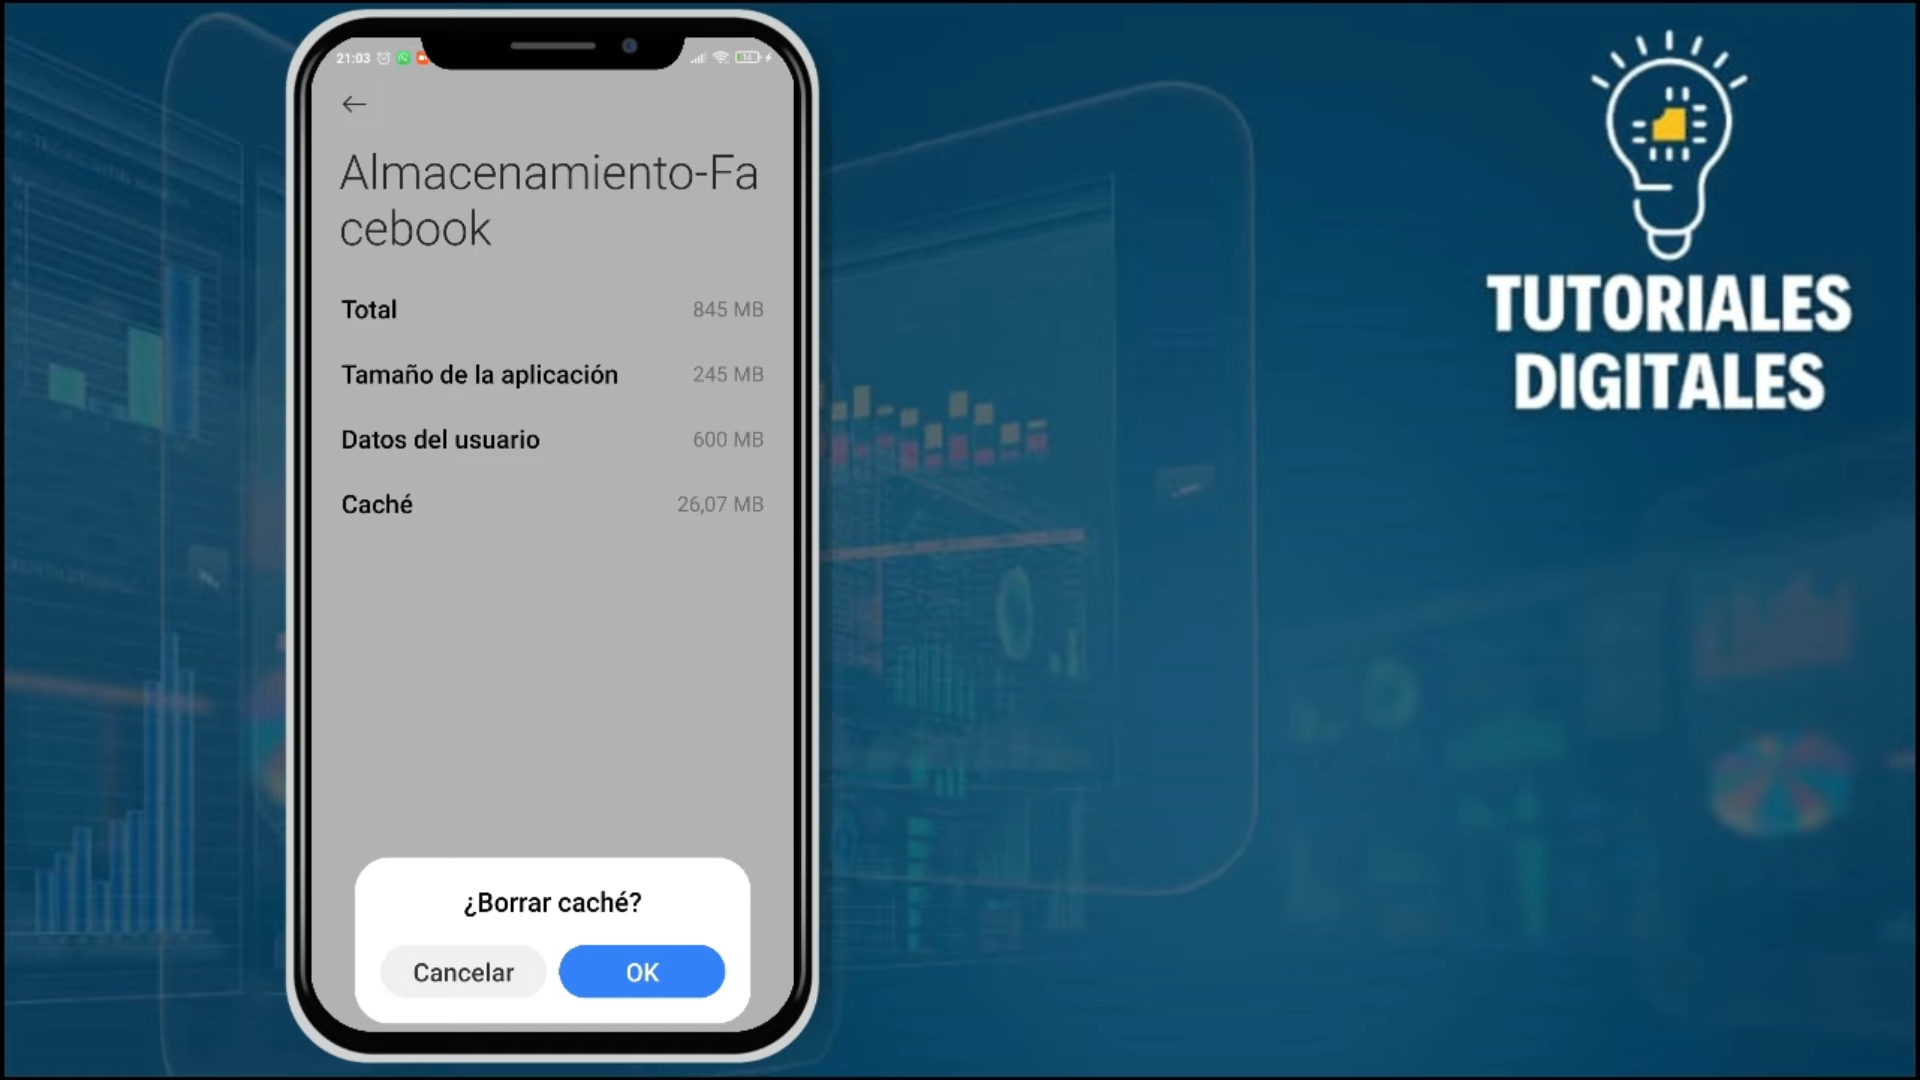 21:03
14
Almacenamiento-Fa
cebook
Total 845 MB
Tamaño de la aplicación 245 MB
Datos del usuario 600 MB
Caché 26,07 MB
¿Borrar caché?
Cancelar OK
TUTORIALES
DIGITALES